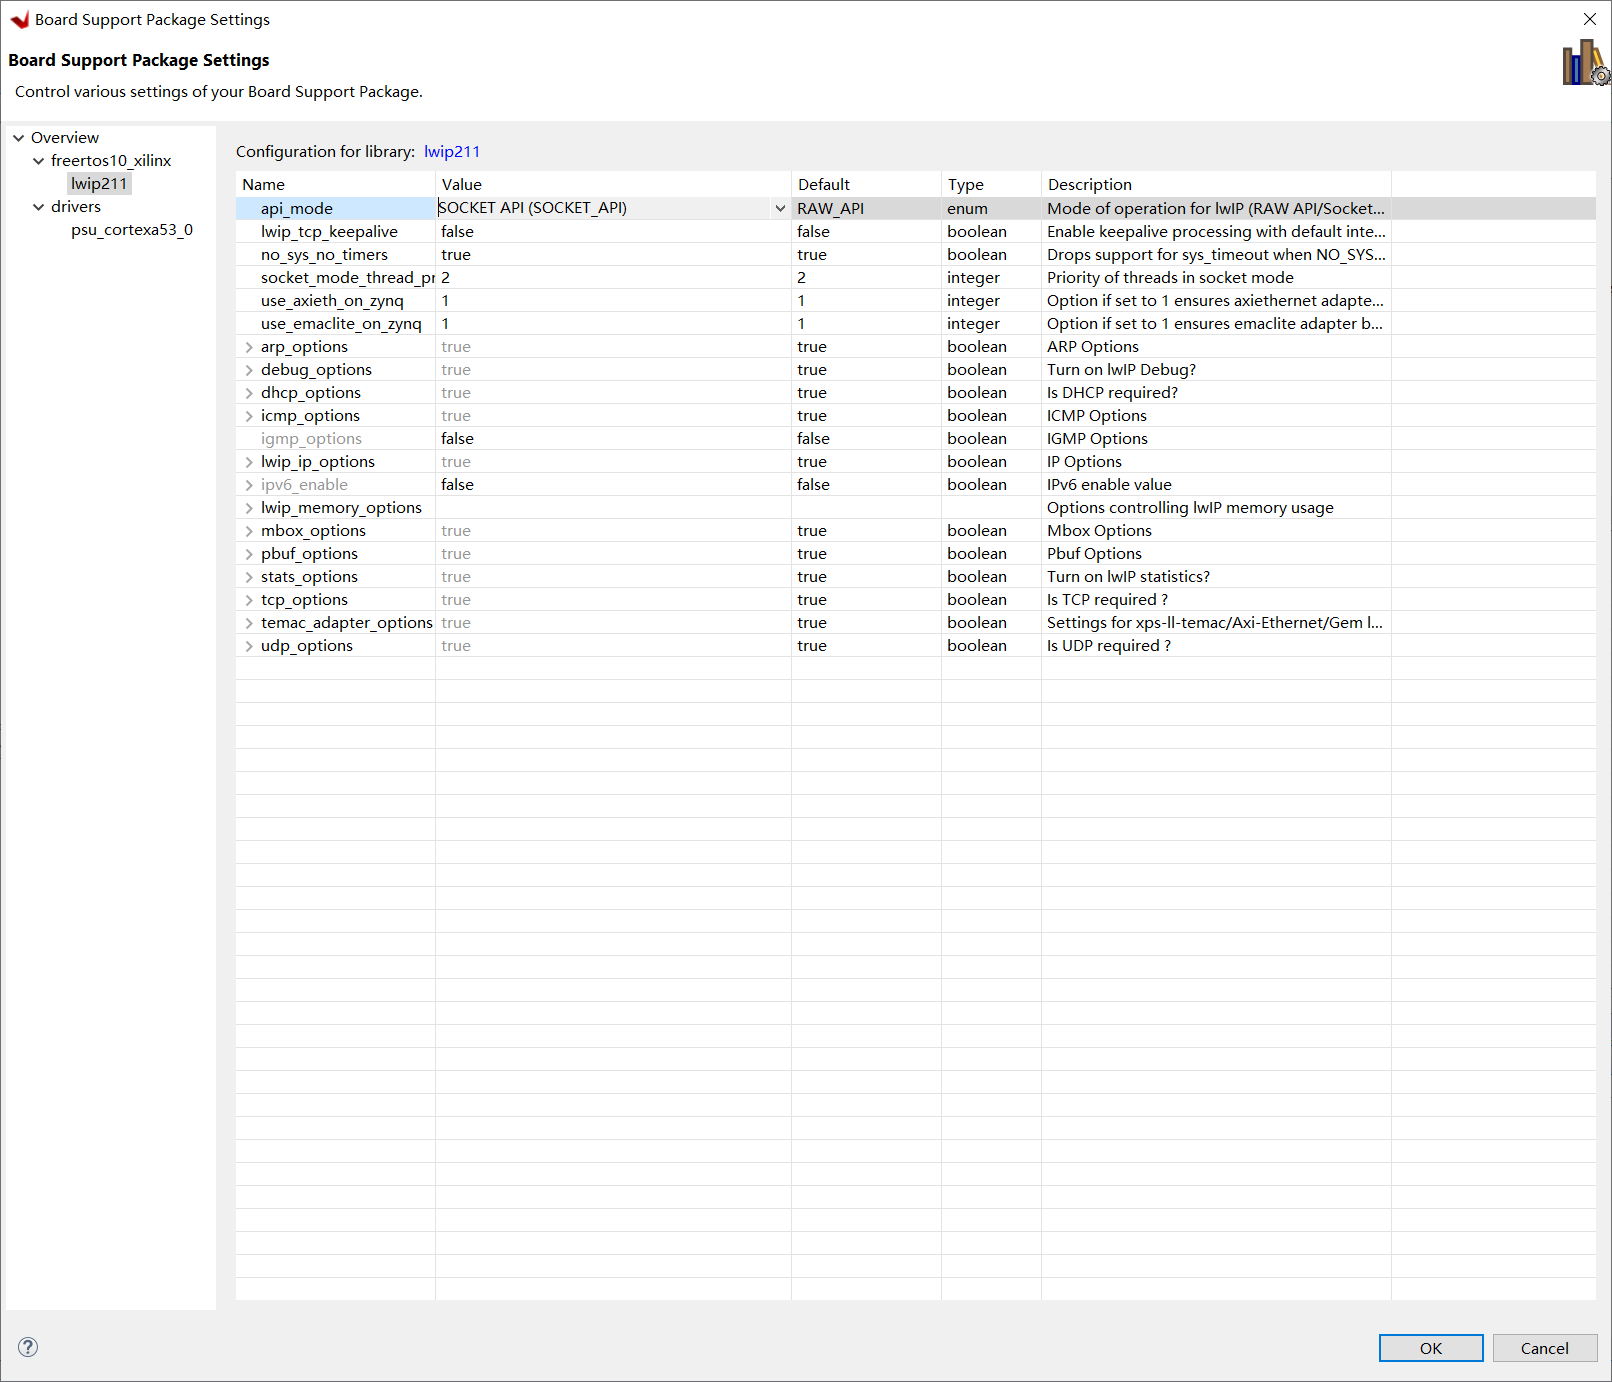 Board Support Package Settings
Board Support Package Settings
Control various settings of your Board Support Package.
Overview
freertos10_xilinx
lwip211
drivers
psu_cortexa53_0
Configuration for library: lwip211
Name Value Default Type Description
api_mode SOCKET API (SOCKET_API) RAW_API enum Mode of operation for lwIP (RAW API/Socket...
lwip_tcp_keepalive false false boolean Enable keepalive processing with default inte...
no_sys_no_timers true true boolean Drops support for sys_timeout when NO_SYS...
socket_mode_thread_pr 2 2 integer Priority of threads in socket mode
use_axieth_on_zynq 1 1 integer Option if set to 1 ensures axiethernet adapte...
use_emaclite_on_zynq 1 1 integer Option if set to 1 ensures emaclite adapter b...
arp_options true true boolean ARP Options
debug_options true true boolean Turn on lwIP Debug?
dhcp_options true true boolean Is DHCP required?
icmp_options true true boolean ICMP Options
igmp_options false false boolean IGMP Options
lwip_ip_options true true boolean IP Options
ipv6_enable false false boolean IPv6 enable value
lwip_memory_options Options controlling lwIP memory usage
mbox_options true true boolean Mbox Options
pbuf_options true true boolean Pbuf Options
stats_options true true boolean Turn on lwIP statistics?
tcp_options true true boolean Is TCP required ?
temac_adapter_options true true boolean Settings for xps-ll-temac/Axi-Ethernet/Gem l...
udp_options true true boolean Is UDP required ?
?
OK Cancel